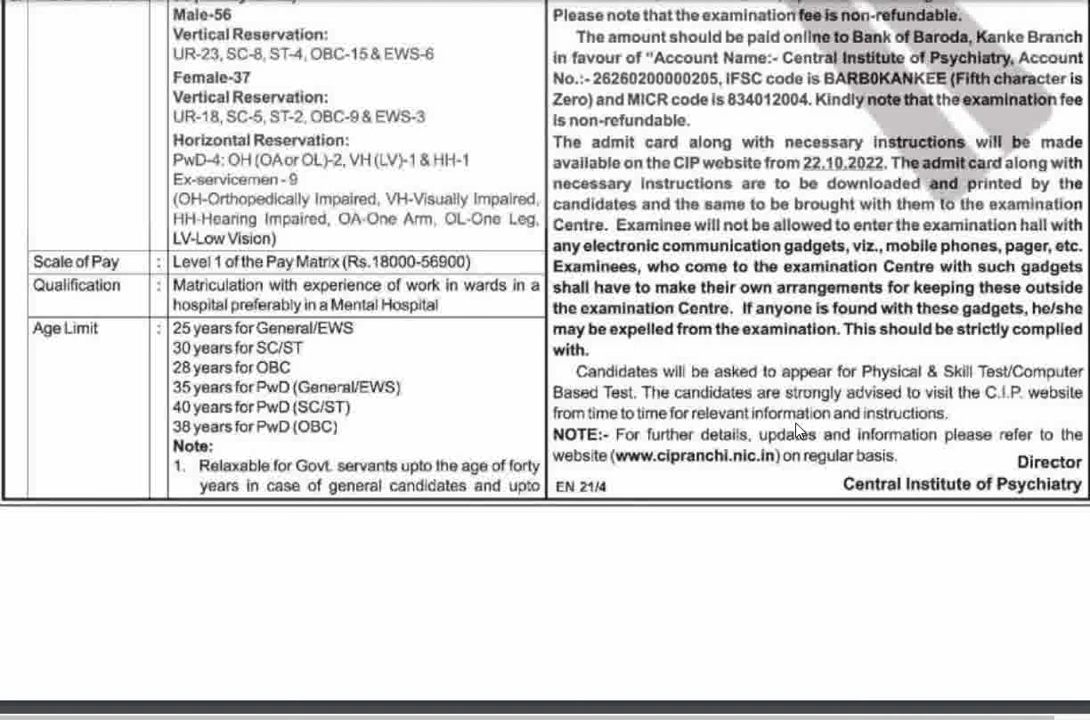 Male-56
Vertical Reservation:
UR-23, SC-8, ST-4, OBC-15 & EWS-6
Female-37
Vertical Reservation:
UR-18, SC-5, ST-2, OBC-9 & EWS-3
Horizontal Reservation:
PwD-4: OH (OA or OL)-2, VH (LV)-1 & HH-1
Ex-servicemen - 9
(OH-Orthopedically Impaired, VH-Visually Impaired,
HH-Hearing Impaired, OA-One Arm, OL-One Leg,
LV-Low Vision)
Scale of Pay : Level 1 of the Pay Matrix (Rs.18000-56900)
Qualification : Matriculation with experience of work in wards in a
hospital preferably in a Mental Hospital
Age Limit : 25 years for General/EWS
30 years for SC/ST
28 years for OBC
35 years for PwD (General/EWS)
40 years for PwD (SC/ST)
38 years for PwD (OBC)
Note:
1. Relaxable for Govt. servants upto the age of forty
years in case of general candidates and upto
Please note that the examination fee is non-refundable.
The amount should be paid online to Bank of Baroda, Kanke Branch
in favour of "Account Name:- Central Institute of Psychiatry, Account
No.:- 26260200000205, IFSC code is BARB0KANKEE (Fifth character is
Zero) and MICR code is 834012004. Kindly note that the examination fee
is non-refundable.
The admit card along with necessary instructions will be made
available on the CIP website from 22.10.2022. The admit card along with
necessary instructions are to be downloaded and printed by the
candidates and the same to be brought with them to the examination
Centre. Examinee will not be allowed to enter the examination hall with
any electronic communication gadgets, viz., mobile phones, pager, etc.
Examinees, who come to the examination Centre with such gadgets
shall have to make their own arrangements for keeping these outside
the examination Centre. If anyone is found with these gadgets, he/she
may be expelled from the examination. This should be strictly complied
with.
Candidates will be asked to appear for Physical & Skill Test/Computer
Based Test. The candidates are strongly advised to visit the C.I.P. website
from time to time for relevant information and instructions.
NOTE:- For further details, updates and information please refer to the
website (www.cipranchi.nic.in) on regular basis.
Director
EN 21/4 Central Institute of Psychiatry